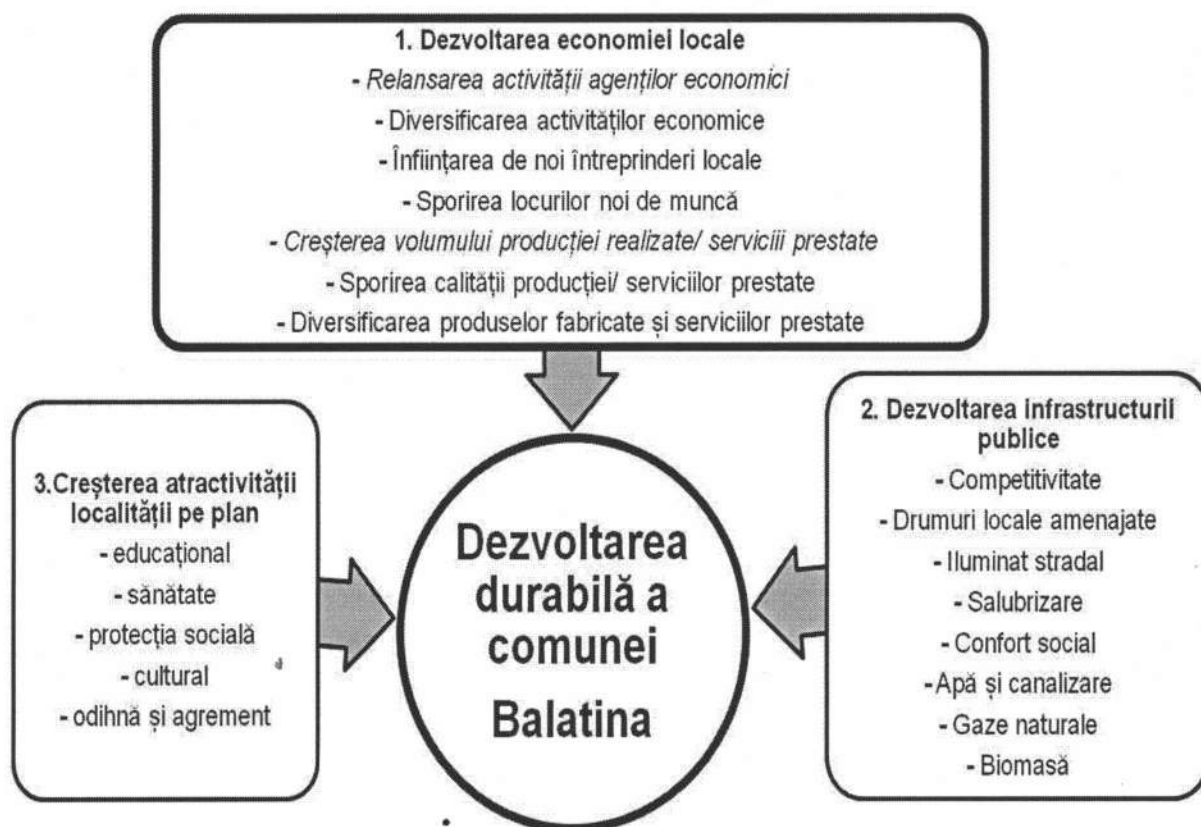 1. Dezvoltarea economiei locale
- Relansarea activității agenților economici
- Diversificarea activităților economice
- Înființarea de noi întreprinderi locale
- Sporirea locurilor noi de muncă
- Creșterea volumului producției realizate/ serviciii prestate
- Sporirea calității producției/ serviciilor prestate
- Diversificarea produselor fabricate și serviciilor prestate
2. Dezvoltarea infrastructurii
publice
- Competitivitate
- Drumuri locale amenajate
- Iluminat stradal
- Salubrizare
- Confort social
- Apă și canalizare
- Gaze naturale
- Biomasă
3.Creșterea atractivității
localității pe plan
- educațional
- sănătate
- protecția socială
- cultural
- odihnă și agrement
Dezvoltarea
durabilă a
comunei
Balatina